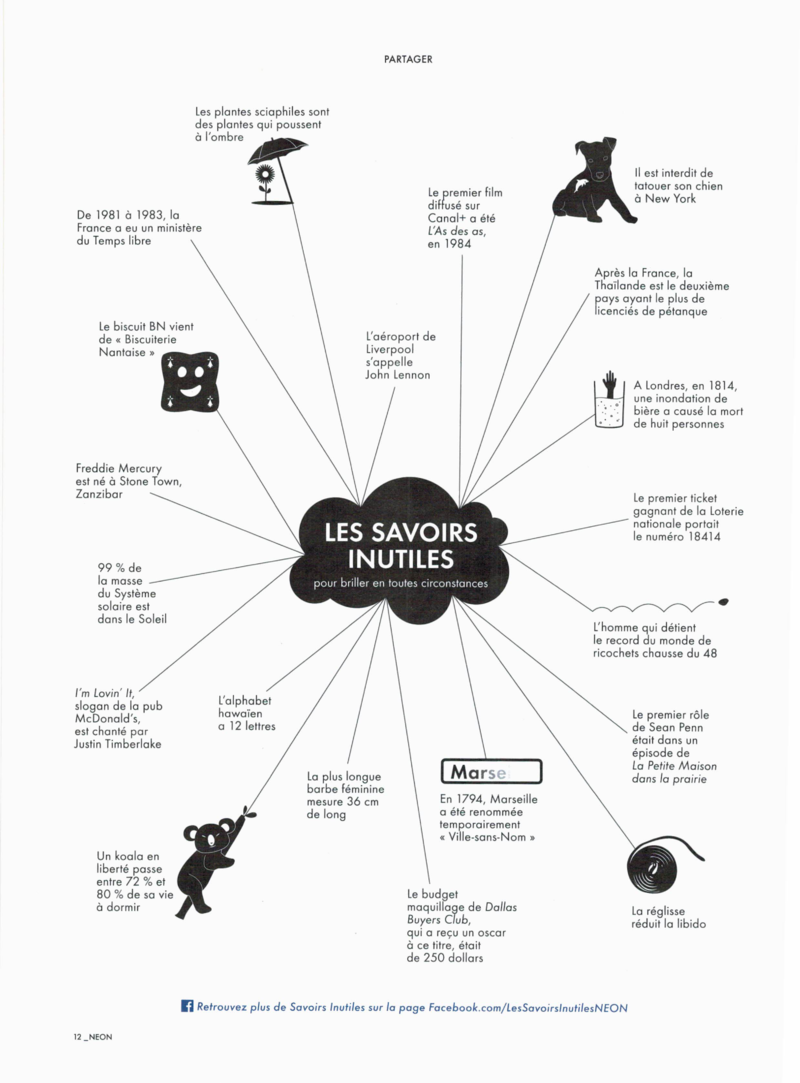 PARTAGER
Les plantes sciaphiles sont
des plantes qui poussent
à l'ombre
Il est interdit de
tatouer son chien
à New York
Le premier film
diffusé sur
Canal+ a été
L'As des as,
en 1984
De 1981 à 1983, la
France a eu un ministère
du Temps libre
Après la France, la
Thaïlande est le deuxième
pays ayant le plus de
licenciés de pétanque
Le biscuit BN vient
de « Biscuiterie
Nantaise »
L'aéroport de
Liverpool
s'appelle
John Lennon
A Londres, en 1814,
une inondation de
bière a causé la mort
de huit personnes
Freddie Mercury
est né à Stone Town,
Zanzibar
Le premier ticket
gagnant de la Loterie
nationale portait
le numéro 18414
LES SAVOIRS
INUTILES
pour briller en toutes circonstances
99 % de
la masse
du Système
solaire est
dans le Soleil
L'homme qui détient
le record du monde de
ricochets chausse du 48
I'm Lovin' It,
slogan de la pub
McDonald's,
est chanté par
Justin Timberlake
L'alphabet
hawaïen
a 12 lettres
Le premier rôle
de Sean Penn
était dans un
épisode de
La Petite Maison
dans la prairie
La plus longue
barbe féminine
mesure 36 cm
de long
Marse
En 1794, Marseille
a été renommée
temporairement
« Ville-sans-Nom »
Un koala en
liberté passe
entre 72 % et
80 % de sa vie
à dormir
Le budget
maquillage de Dallas
Buyers Club,
qui a reçu un oscar
à ce titre, était
de 250 dollars
La réglisse
réduit la libido
Retrouvez plus de Savoirs Inutiles sur la page Facebook.com/LesSavoirsInutilesNEON
12_NEON